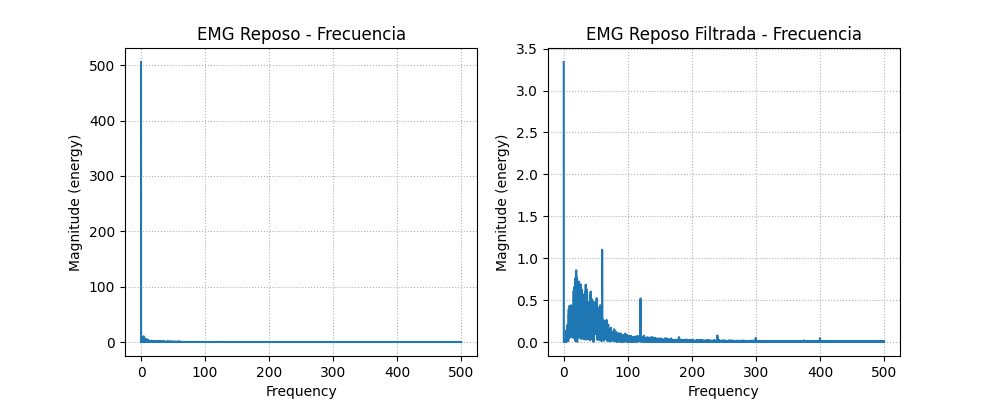 EMG Reposo - Frecuencia
500
400
300
200
100
0
Magnitude (energy)
0 100 200 300 400 500
Frequency
EMG Reposo Filtrada - Frecuencia
3.5
3.0
2.5
2.0
1.5
1.0
0.5
0.0
Magnitude (energy)
0 100 200 300 400 500
Frequency